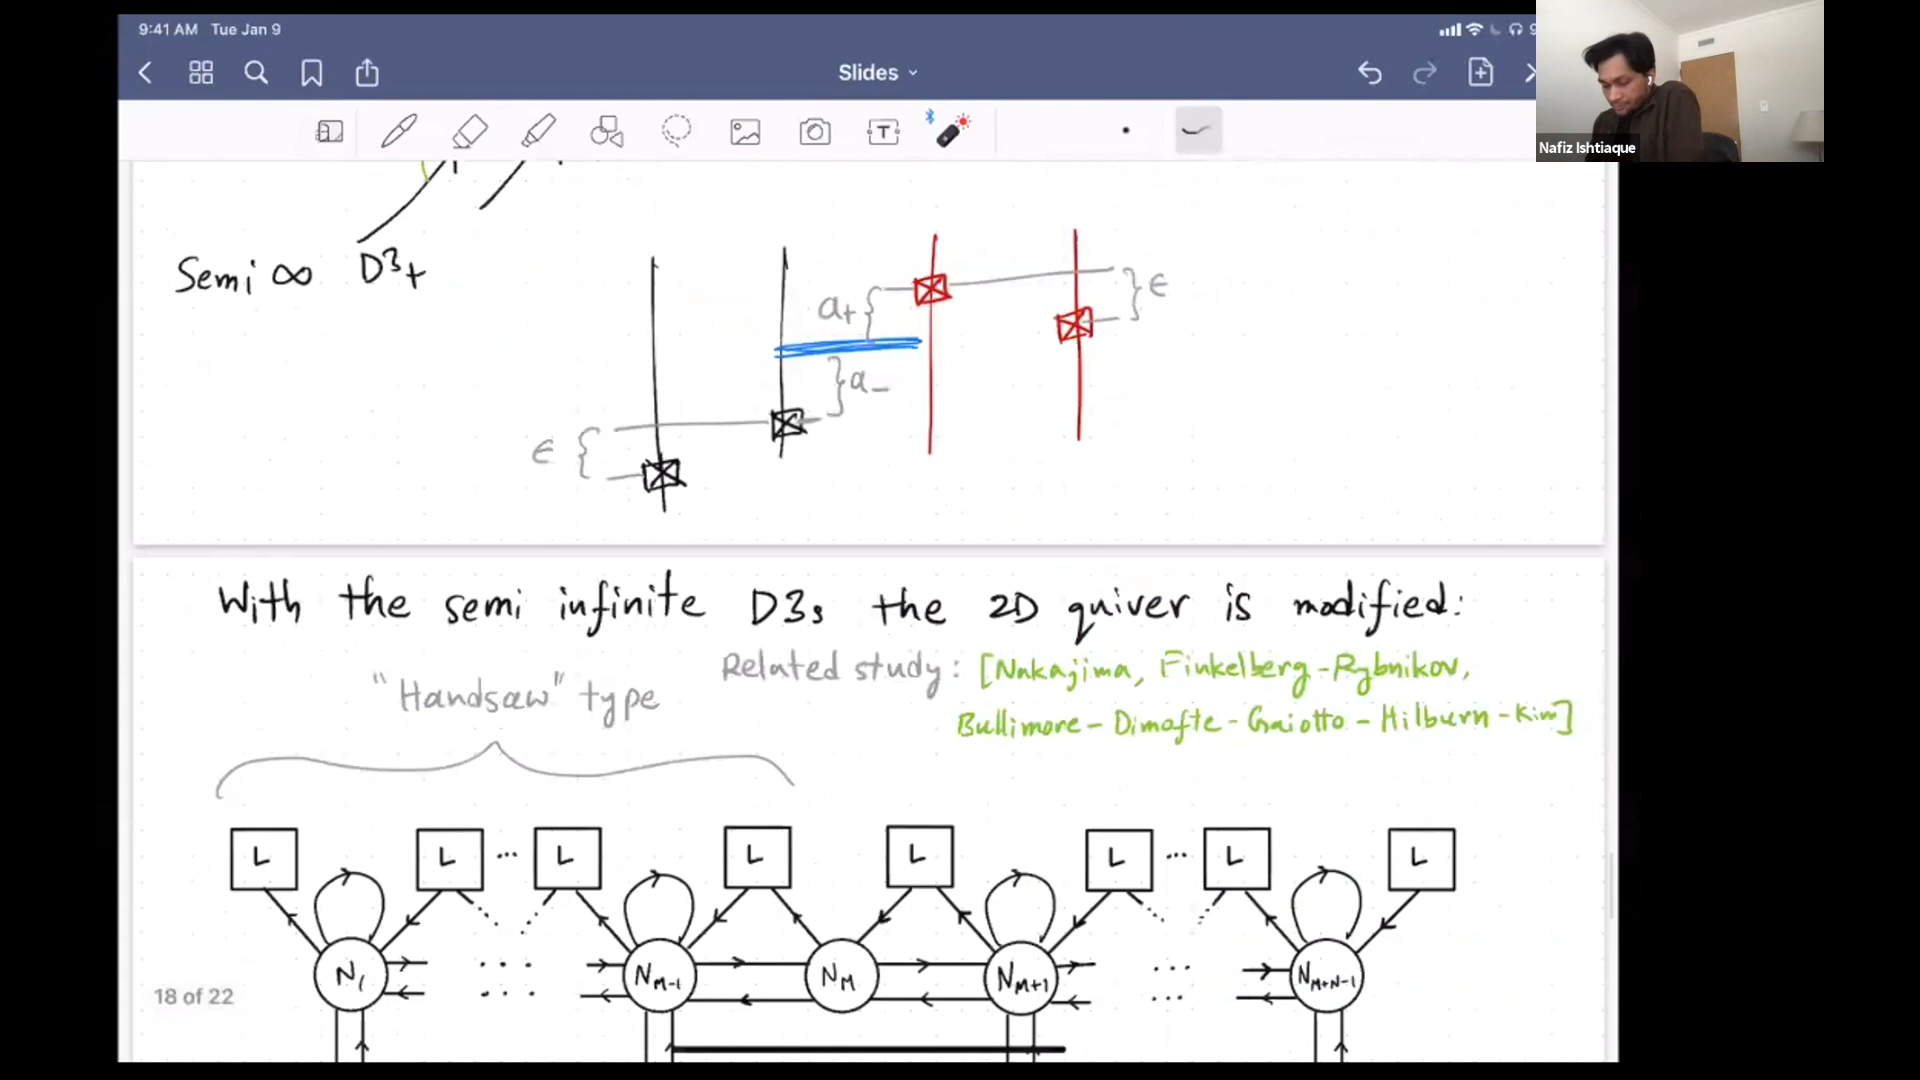 9:41 AM Tue Jan 9
Slides
T
Nafiz Ishtiaque
Semi ∞ D3+
a+
ϵ
a-
ϵ
With the semi infinite D3s the 2D quiver is modified:
"Handsaw" type
Related study: [Nakajima, Finkelberg-Rybnikov,
Bullimore-Dimofte-Gaiotto-Hilburn-Kim]
L L ... L L L L ... L L
N1 ... NM-1 NM NM+1 ... NM+N-1
18 of 22